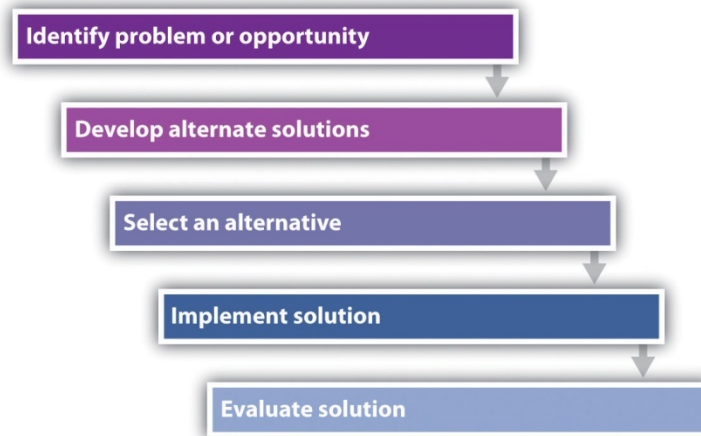 Identify problem or opportunity
Develop alternate solutions
Select an alternative
Implement solution
Evaluate solution